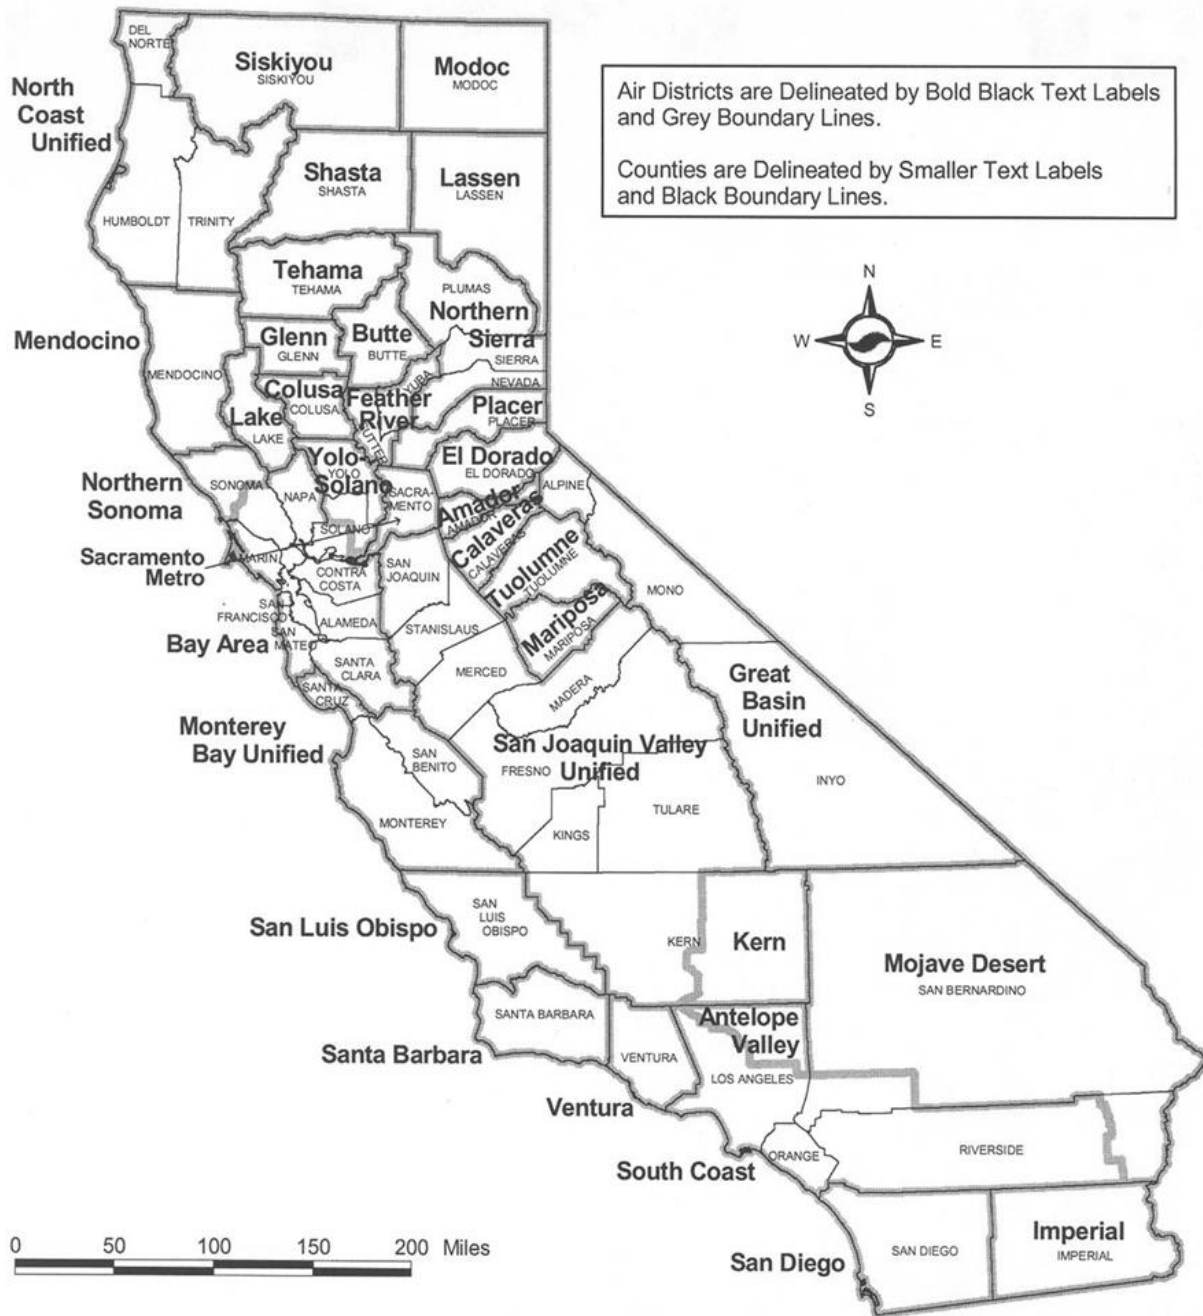 Air Districts are Delineated by Bold Black Text Labels
and Grey Boundary Lines.
Counties are Delineated by Smaller Text Labels
and Black Boundary Lines.
N
W
E
S
DEL
NORTE
Siskiyou
SISKIYOU
Modoc
MODOC
North
Coast
Unified
HUMBOLDT
TRINITY
Shasta
SHASTA
Lassen
LASSEN
Tehama
TEHAMA
PLUMAS
Northern
Sierra
SIERRA
NEVADA
Mendocino
MENDOCINO
Glenn
GLENN
Butte
BUTTE
Colusa
COLUSA
Feather
River
YUBA
SUTTER
Placer
PLACER
Lake
LAKE
Yolo-
Solano
YOLO
SOLANO
El Dorado
EL DORADO
Northern
Sonoma
SONOMA
NAPA
SACRA-
MENTO
Amador
AMADOR
ALPINE
Calaveras
CALAVERAS
Sacramento
Metro
MARIN
CONTRA
COSTA
SAN
JOAQUIN
Tuolumne
TUOLUMNE
MONO
SAN
FRANCISCO
ALAMEDA
STANISLAUS
Mariposa
MARIPOSA
Bay Area
SAN
MATEO
SANTA
CLARA
MERCED
SANTA
CRUZ
MADERA
Great
Basin
Unified
INYO
Monterey
Bay Unified
SAN
BENITO
San Joaquin Valley
Unified
FRESNO
MONTEREY
KINGS
TULARE
San Luis Obispo
SAN
LUIS
OBISPO
KERN
Kern
Mojave Desert
SAN BERNARDINO
Santa Barbara
SANTA BARBARA
Ventura
VENTURA
Antelope
Valley
LOS ANGELES
South Coast
ORANGE
RIVERSIDE
San Diego
SAN DIEGO
Imperial
IMPERIAL
0 50 100 150 200 Miles